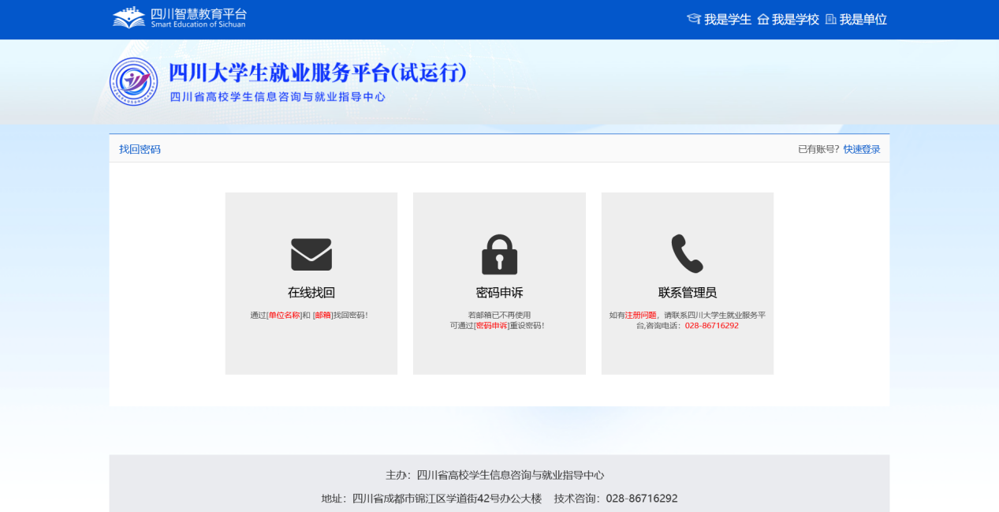 四川智慧教育平台
Smart Education of Sichuan
我是学生 我是学校 我是单位
四川大学生就业服务平台(试运行)
四川省高校学生信息咨询与就业指导中心
找回密码
已有账号？快速登录
在线找回
通过[单位名称]和 [邮箱]找回密码！
密码申诉
若邮箱已不再使用
可通过[密码申诉]重设密码！
联系管理员
如有注册问题，请联系四川大学生就业服务平
台,咨询电话：028-86716292
主办：四川省高校学生信息咨询与就业指导中心
地址：四川省成都市锦江区学道街42号办公大楼 技术咨询：028-86716292